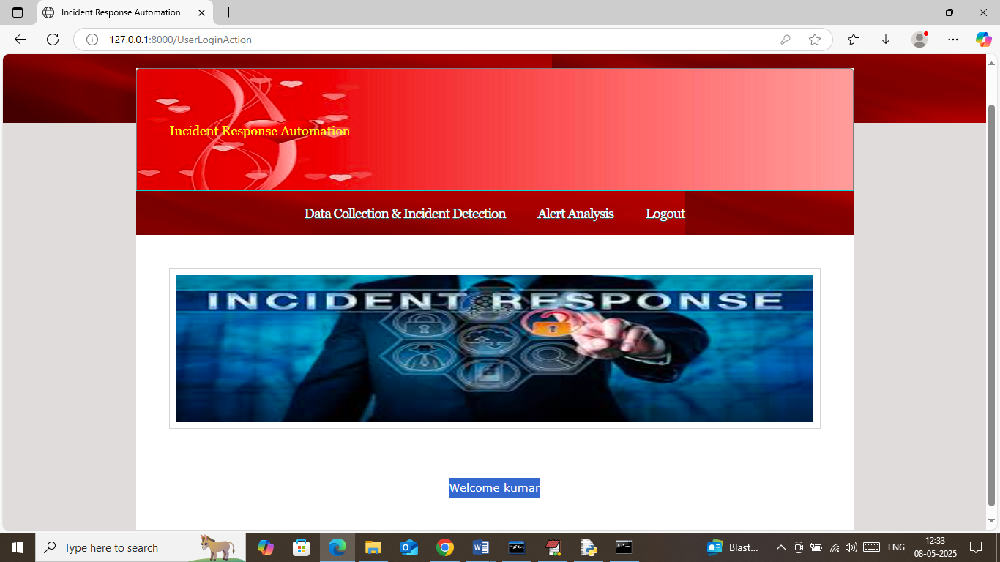 Incident Response Automation
127.0.0.1:8000/UserLoginAction
Incident Response Automation
Data Collection & Incident Detection Alert Analysis Logout
INCIDENT RESPONSE
Welcome kumar
Type here to search
Blast...
ENG
12:33
08-05-2025